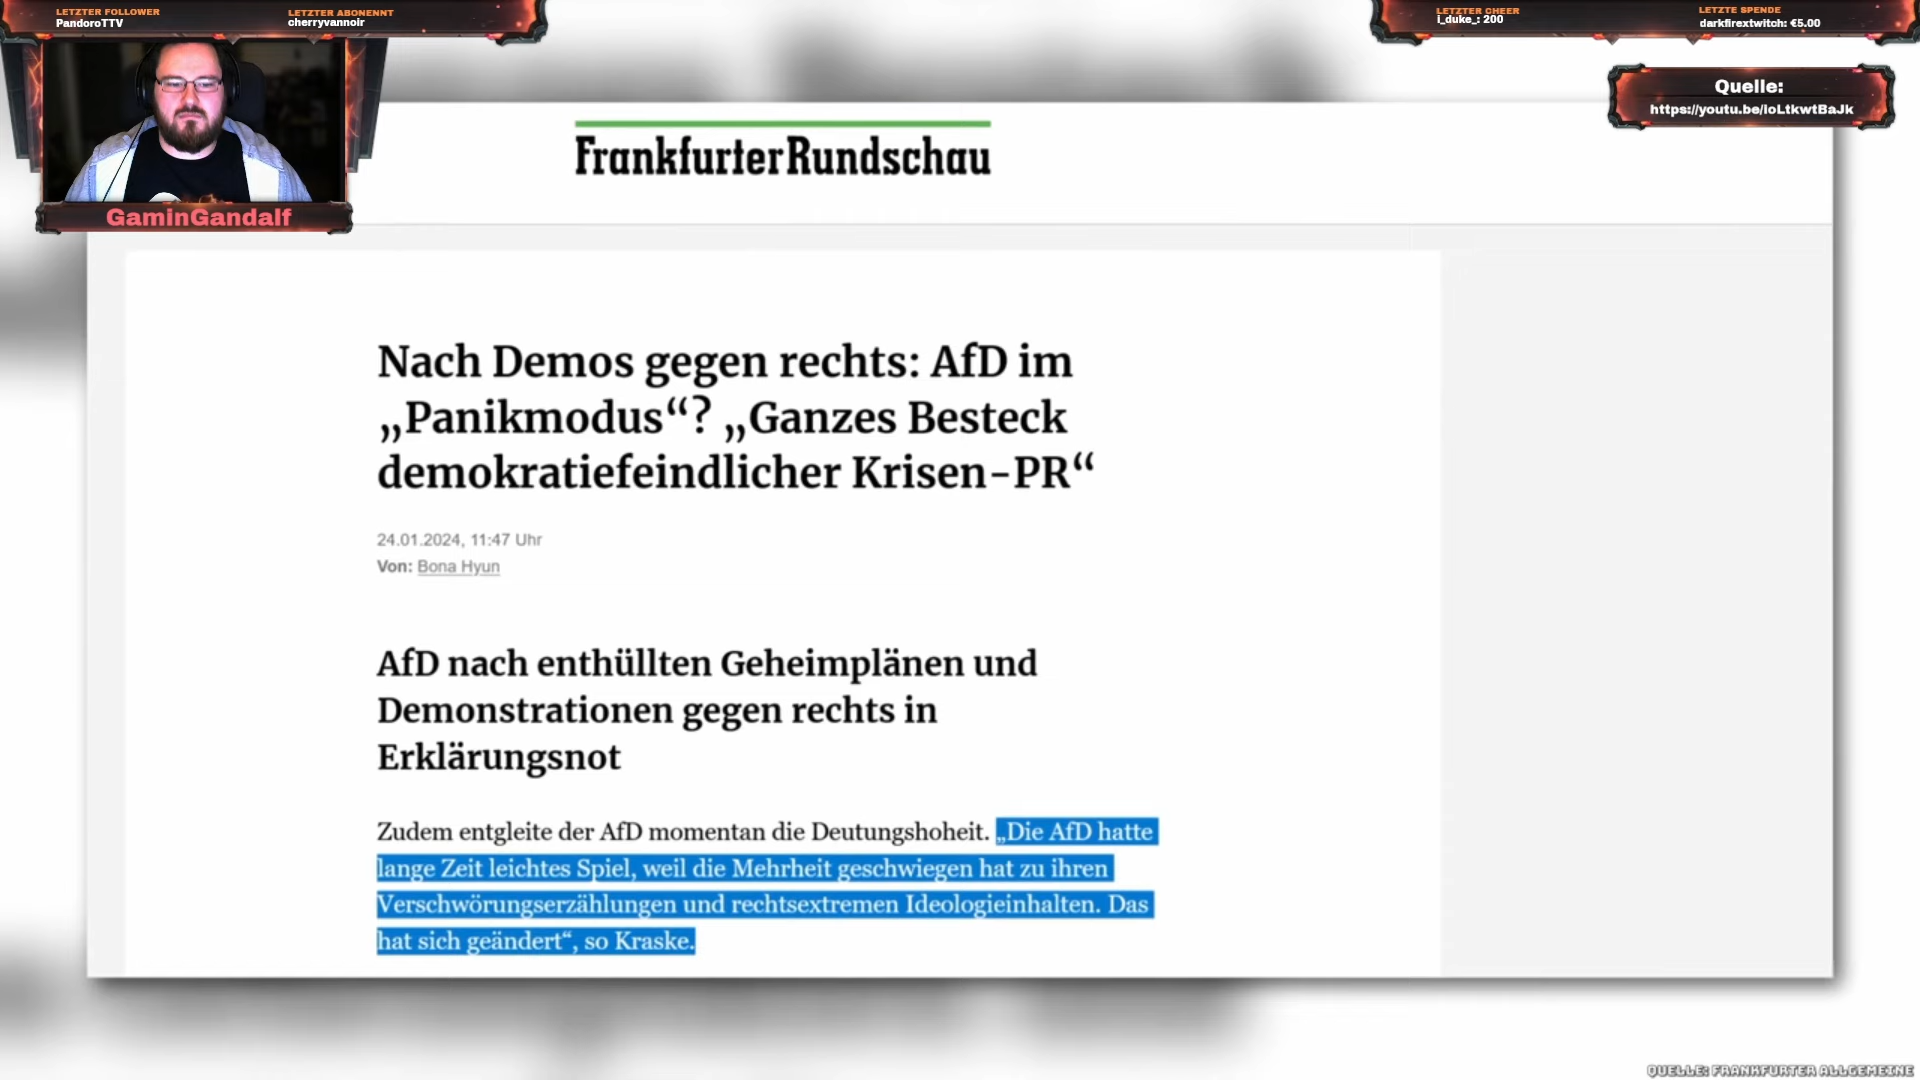 LETZTER FOLLOWER
PandoroTTV
LETZTER ABONENNT
cherryvannoir
LETZTER CHEER
i_duke_: 200
LETZTE SPENDE
darkfirextwitch: €5.00
Quelle:
https://youtu.be/loLtkwtBaJk
GaminGandalf
Frankfurter Rundschau
Nach Demos gegen rechts: AfD im
„Panikmodus“? „Ganzes Besteck
demokratiefeindlicher Krisen-PR“
24.01.2024, 11:47 Uhr
Von: Bona Hyun
AfD nach enthüllten Geheimplänen und
Demonstrationen gegen rechts in
Erklärungsnot
Zudem entgleite der AfD momentan die Deutungshoheit. „Die AfD hatte
lange Zeit leichtes Spiel, weil die Mehrheit geschwiegen hat zu ihren
Verschwörungserzählungen und rechtsextremen Ideologieinhalten. Das
hat sich geändert“, so Kraske.
QUELLE: FRANKFURTER ALLGEMEINE